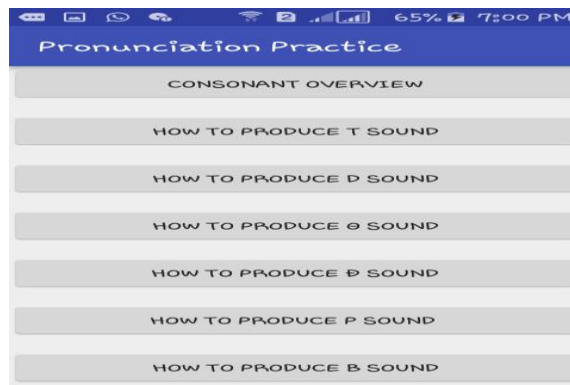 2 65% 7:00 PM
Pronunciation Practice
CONSONANT OVERVIEW
HOW TO PRODUCE T SOUND
HOW TO PRODUCE D SOUND
HOW TO PRODUCE Θ SOUND
HOW TO PRODUCE Ð SOUND
HOW TO PRODUCE P SOUND
HOW TO PRODUCE B SOUND